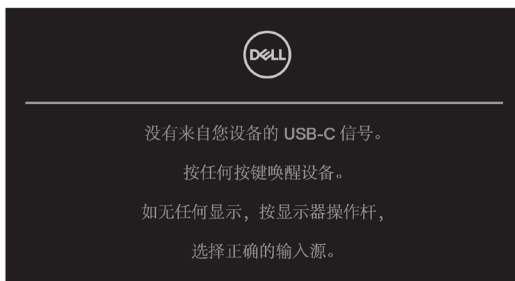 DELL
没有来自您设备的 USB-C 信号。
按任何按键唤醒设备。
如无任何显示，按显示器操作杆，
选择正确的输入源。